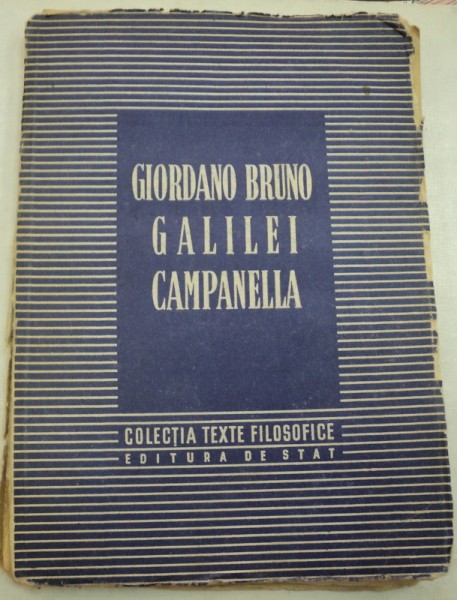 GIORDANO BRUNO
GALILEI
CAMPANELLA
COLECȚIA TEXTE FILOSOFICE
EDITURA DE STAT